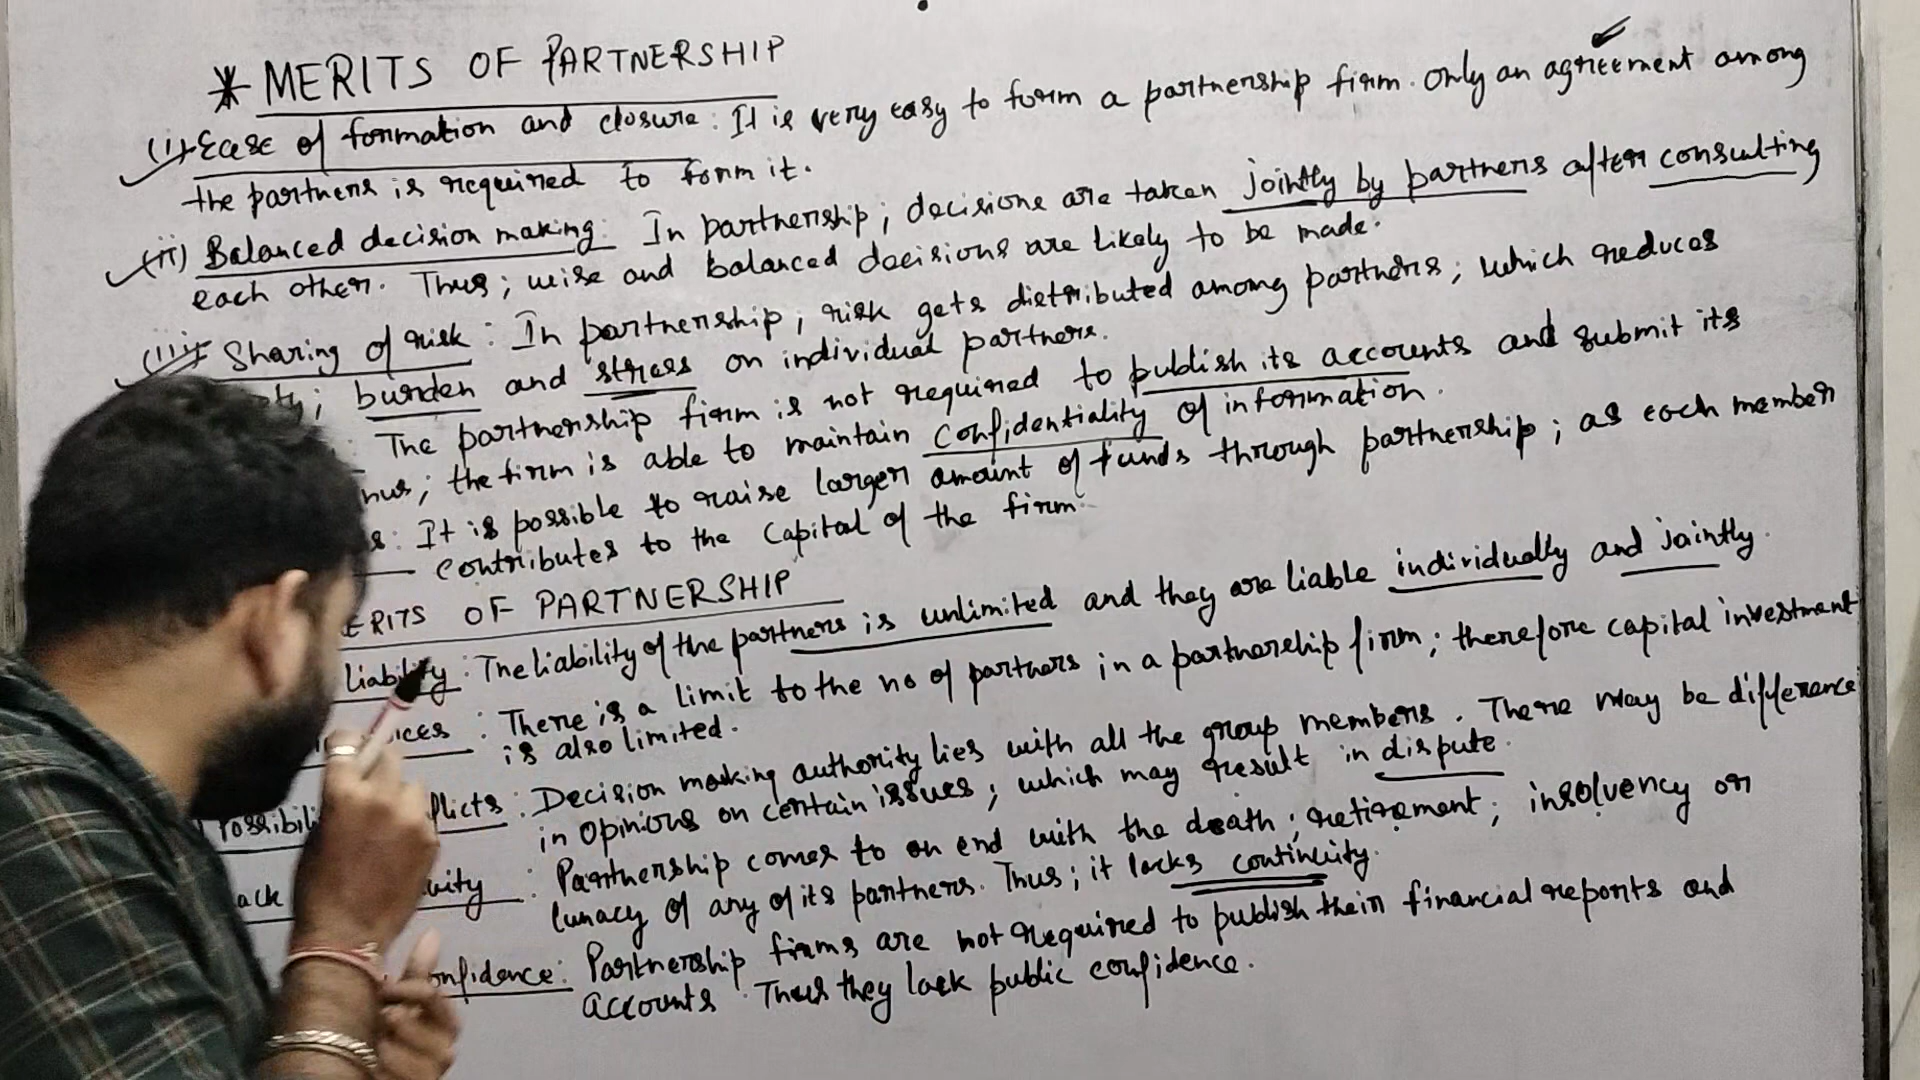 * MERITS OF PARTNERSHIP
(i) Ease of formation and closure: It is very easy to form a partnership firm. Only an agreement among
the partners is required to form it.
(ii) Balanced decision making: In partnership; decisions are taken jointly by partners after consulting
each other. Thus; wise and balanced decisions are likely to be made.
(iii) Sharing of risk: In partnership; risk gets distributed among partners; which reduces
burden and stress on individual partners.
The partnership firm is not required to publish its accounts and submit its
the firm is able to maintain confidentiality of information.
It is possible to raise larger amount of funds through partnership; as each member
contributes to the capital of the firm.
OF PARTNERSHIP
liability: The liability of the partners is unlimited and they are liable individually and jointly.
: There is a limit to the no of partners in a partnership firm; therefore capital investment
is also limited.
: Decision making authority lies with all the group members. There may be difference
in opinions on certain issues; which may result in dispute.
: Partnership comes to an end with the death; retirement; insolvency or
lunacy of any of its partners. Thus; it lacks continuity.
: Partnership firms are not required to publish their financial reports and
accounts. Thus they lack public confidence.